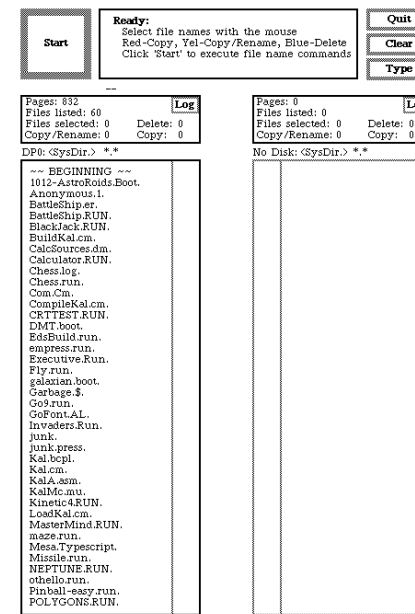 Start
Ready:
Select file names with the mouse
Red-Copy, Yel-Copy/Rename, Blue-Delete
Click 'Start' to execute file name commands
Quit
Clear
Type
Pages: 832
Files listed: 60
Files selected: 0 Delete: 0
Copy/Rename: 0 Copy: 0
Log
DP0: <SysDir.> *.*
~~ BEGINNING ~~
1012-AstroRoids.Boot.
Anonymous.1.
BattleShip.er.
BattleShip.RUN.
BlackJack.RUN.
BuildKal.cm.
CalcSources.dm.
Calculator.RUN.
Chess.log.
Chess.run.
Com.Cm.
CompileKal.cm.
CRTTEST.RUN.
DMT.boot.
EdsBuild.run.
empress.run.
Executive.Run.
Fly.run.
galaxian.boot.
Garbage.$.
Go9.run.
GoFont.AL.
Invaders.Run.
junk.
junk.press.
Kal.bcpl.
Kal.cm.
KalA.asm.
KalMc.mu.
Kinetic4.RUN.
LoadKal.cm.
MasterMind.RUN.
maze.run.
Mesa.Typescript.
Missile.run.
NEPTUNE.RUN.
othello.run.
Pinball-easy.run.
POLYGONS.RUN.
Pages: 0
Files listed: 0
Files selected: 0 Delete: 0
Copy/Rename: 0 Copy: 0
No Disk: <SysDir.> *.*